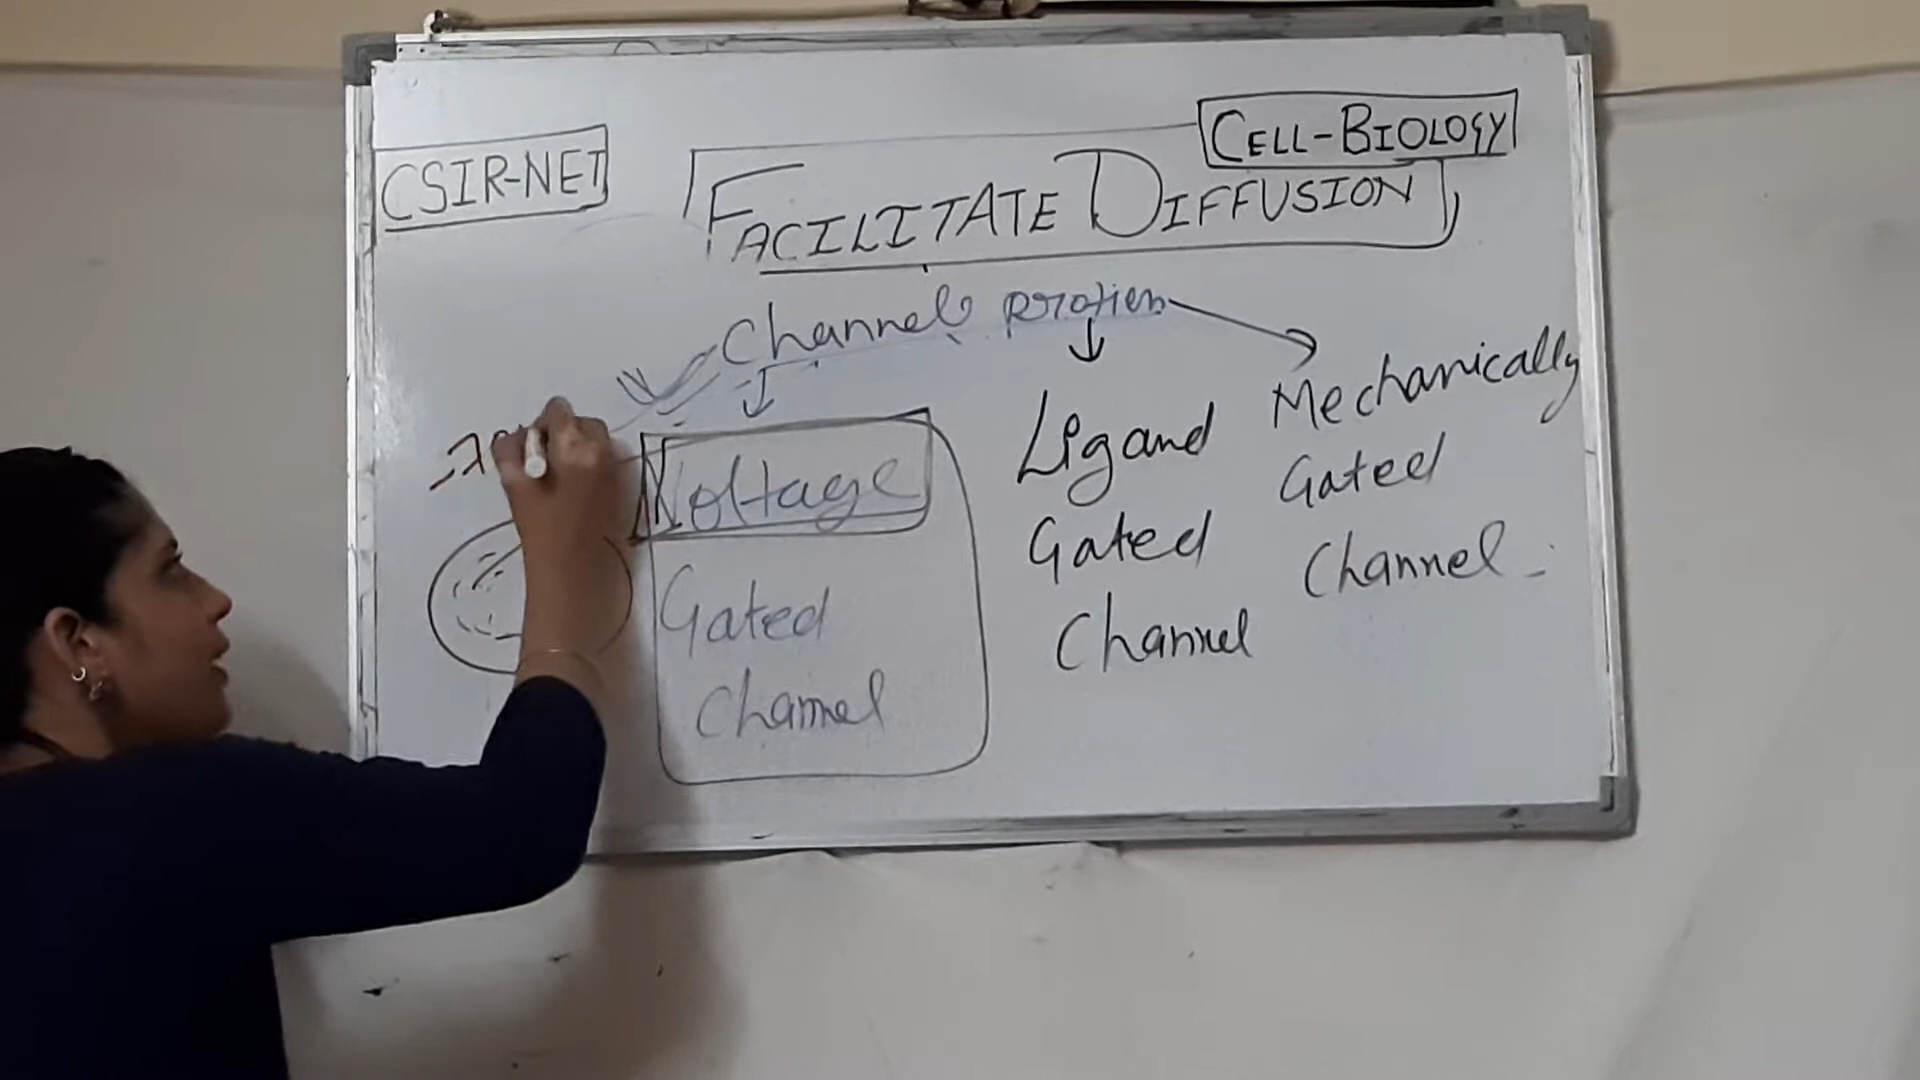 CSIR-NET
CELL-BIOLOGY
FACILITATE DIFFUSION
Channel protien
Voltage
Gated
Channel
Ligand
Gated
Channel
Mechanically
Gated
Channel